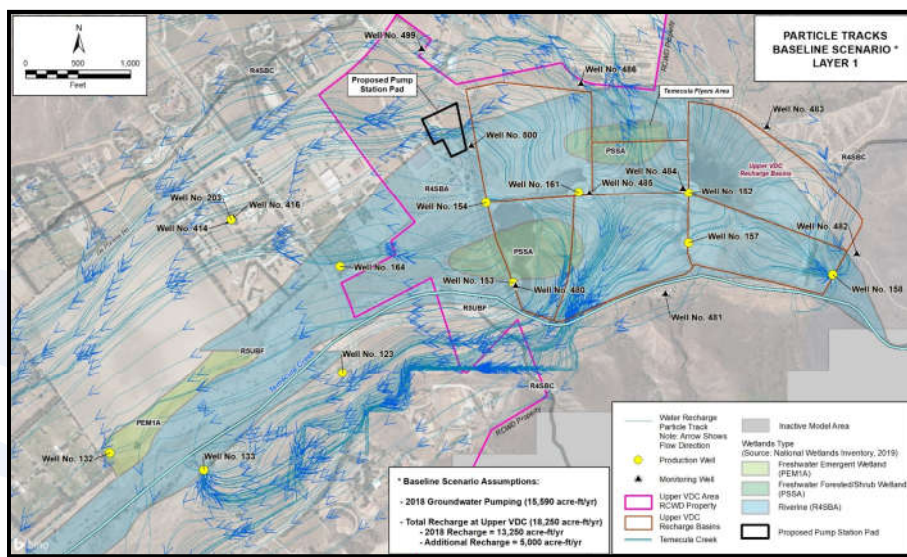 PARTICLE TRACKS
BASELINE SCENARIO *
LAYER 1
N
0 500 1,000
Feet
Well No. 499
R4SBC
Proposed Pump
Station Pad
Well No. 486
RCWD Property
Temecula Flyers Area
Well No. 483
Well No. 500
PSSA
R4SBC
Upper VDC
Recharge Basins
R4SBA
Well No. 161
Well No. 484
Well No. 485
Well No. 152
Well No. 203
Well No. 416
Well No. 154
Well No. 414
Well No. 482
Well No. 157
PSSA
Well No. 164
Well No. 153
Well No. 480
Well No. 158
R5UBF
Well No. 481
R5UBF
Temecula Creek
Well No. 123
R4SBC
RCWD Property
PEM1A
Well No. 132
Well No. 133
* Baseline Scenario Assumptions:
- 2018 Groundwater Pumping (15,590 acre-ft/yr)
- Total Recharge at Upper VDC (18,250 acre-ft/yr)
- 2018 Recharge = 13,250 acre-ft/yr
- Additional Recharge = 5,000 acre-ft/yr
Water Recharge
Particle Track
Note: Arrow Shows
Flow Direction
Production Well
Monitoring Well
Upper VDC Area
RCWD Property
Upper VDC
Recharge Basins
Temecula Creek
Inactive Model Area
Wetlands Type
(Source: National Wetlands Inventory, 2019)
Freshwater Emergent Wetland
(PEM1A)
Freshwater Forested/Shrub Wetland
(PSSA)
Riverine (R4SBA)
Proposed Pump Station Pad
bing